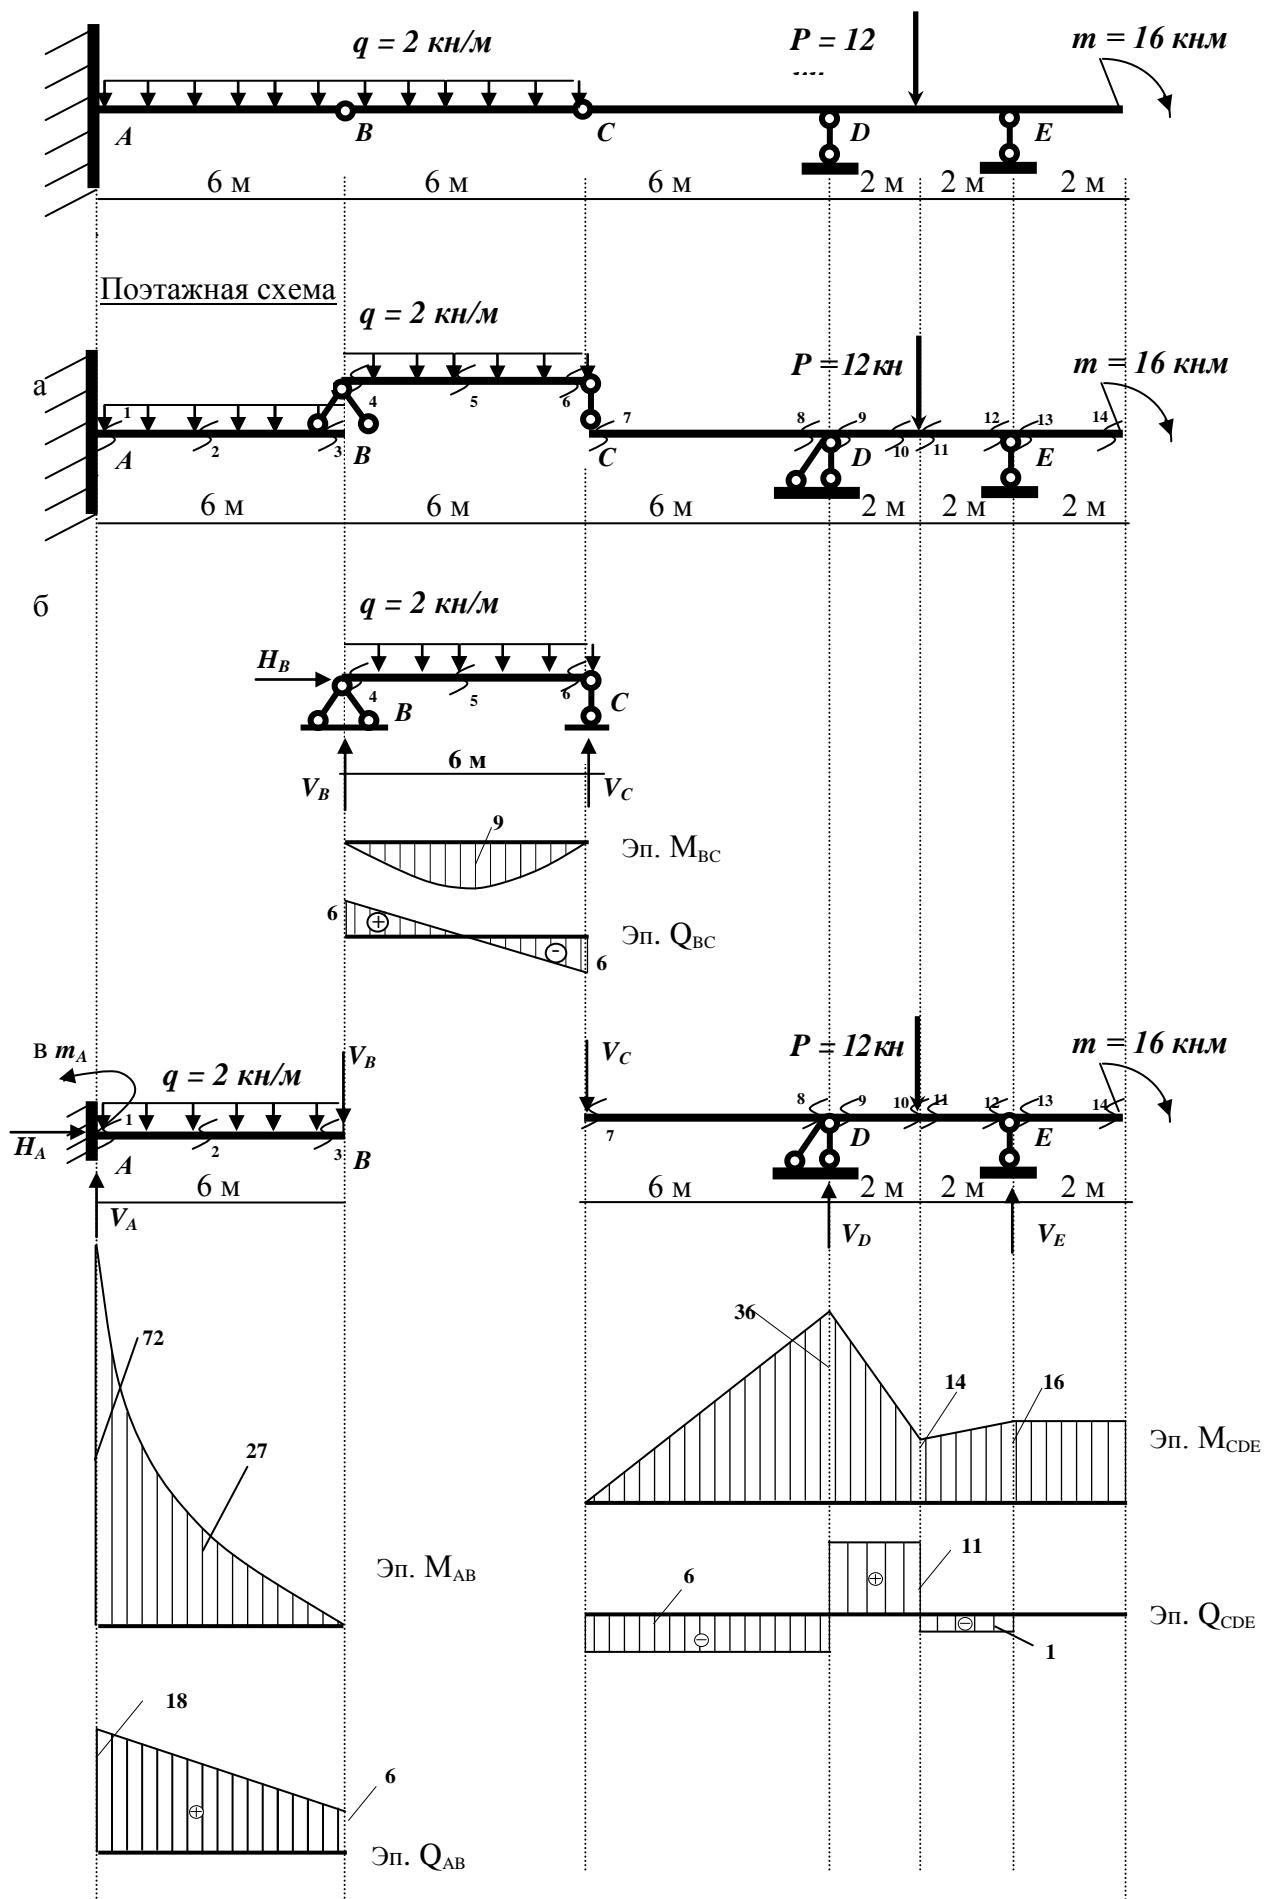 q = 2 кн/м
P = 12
m = 16 кнм
A B C D E
6 м 6 м 6 м 2 м 2 м 2 м
Поэтажная схема
q = 2 кн/м
а
P = 12кн
m = 16 кнм
1 2 3 4 5 6 7 8 9 10 11 12 13 14
A B C D E
6 м 6 м 6 м 2 м 2 м 2 м
б
q = 2 кн/м
H_B
4 5 6
B C
6 м
V_B V_C
9
Эп. M_BC
6
+
Эп. Q_BC
-
6
в m_A
V_B
V_C
P = 12кн
m = 16 кнм
q = 2 кн/м
1 2 3
8 9 10 11 12 13 14
7
H_A
A B
D E
6 м
6 м 2 м 2 м 2 м
V_A
V_D V_E
36
72
14 16
27
Эп. M_CDE
Эп. M_AB
11
6
+
Эп. Q_CDE
−
−
1
18
6
+
Эп. Q_AB